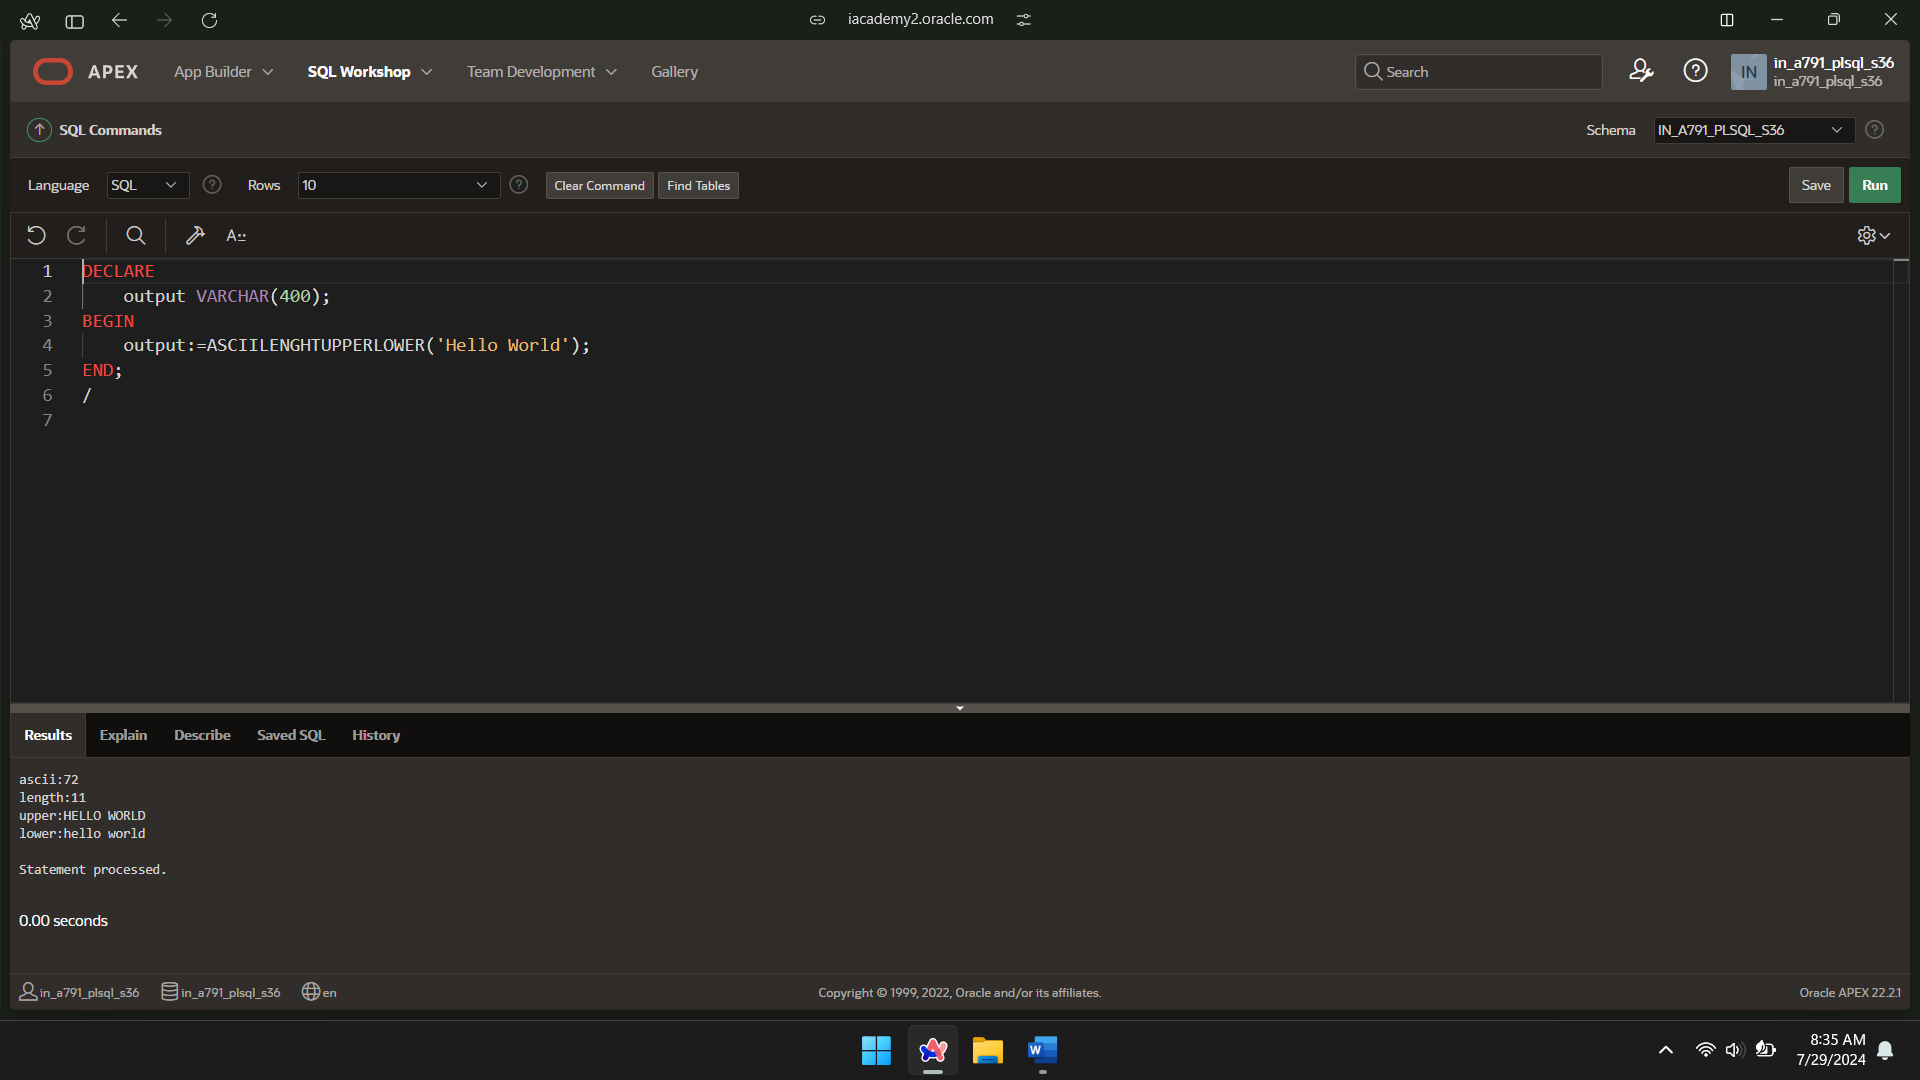 iacademy2.oracle.com
APEX App Builder SQL Workshop Team Development Gallery Search IN in_a791_plsql_s36
in_a791_plsql_s36
SQL Commands Schema IN_A791_PLSQL_S36
Language SQL Rows 10 Clear Command Find Tables Save Run
1 DECLARE
2 output VARCHAR(400);
3 BEGIN
4 output:=ASCIILENGHTUPPERLOWER('Hello World');
5 END;
6 /
7
Results Explain Describe Saved SQL History
ascii:72
length:11
upper:HELLO WORLD
lower:hello world
Statement processed.
0.00 seconds
in_a791_plsql_s36 in_a791_plsql_s36 en Copyright © 1999, 2022, Oracle and/or its affiliates. Oracle APEX 22.2.1
8:35 AM
7/29/2024